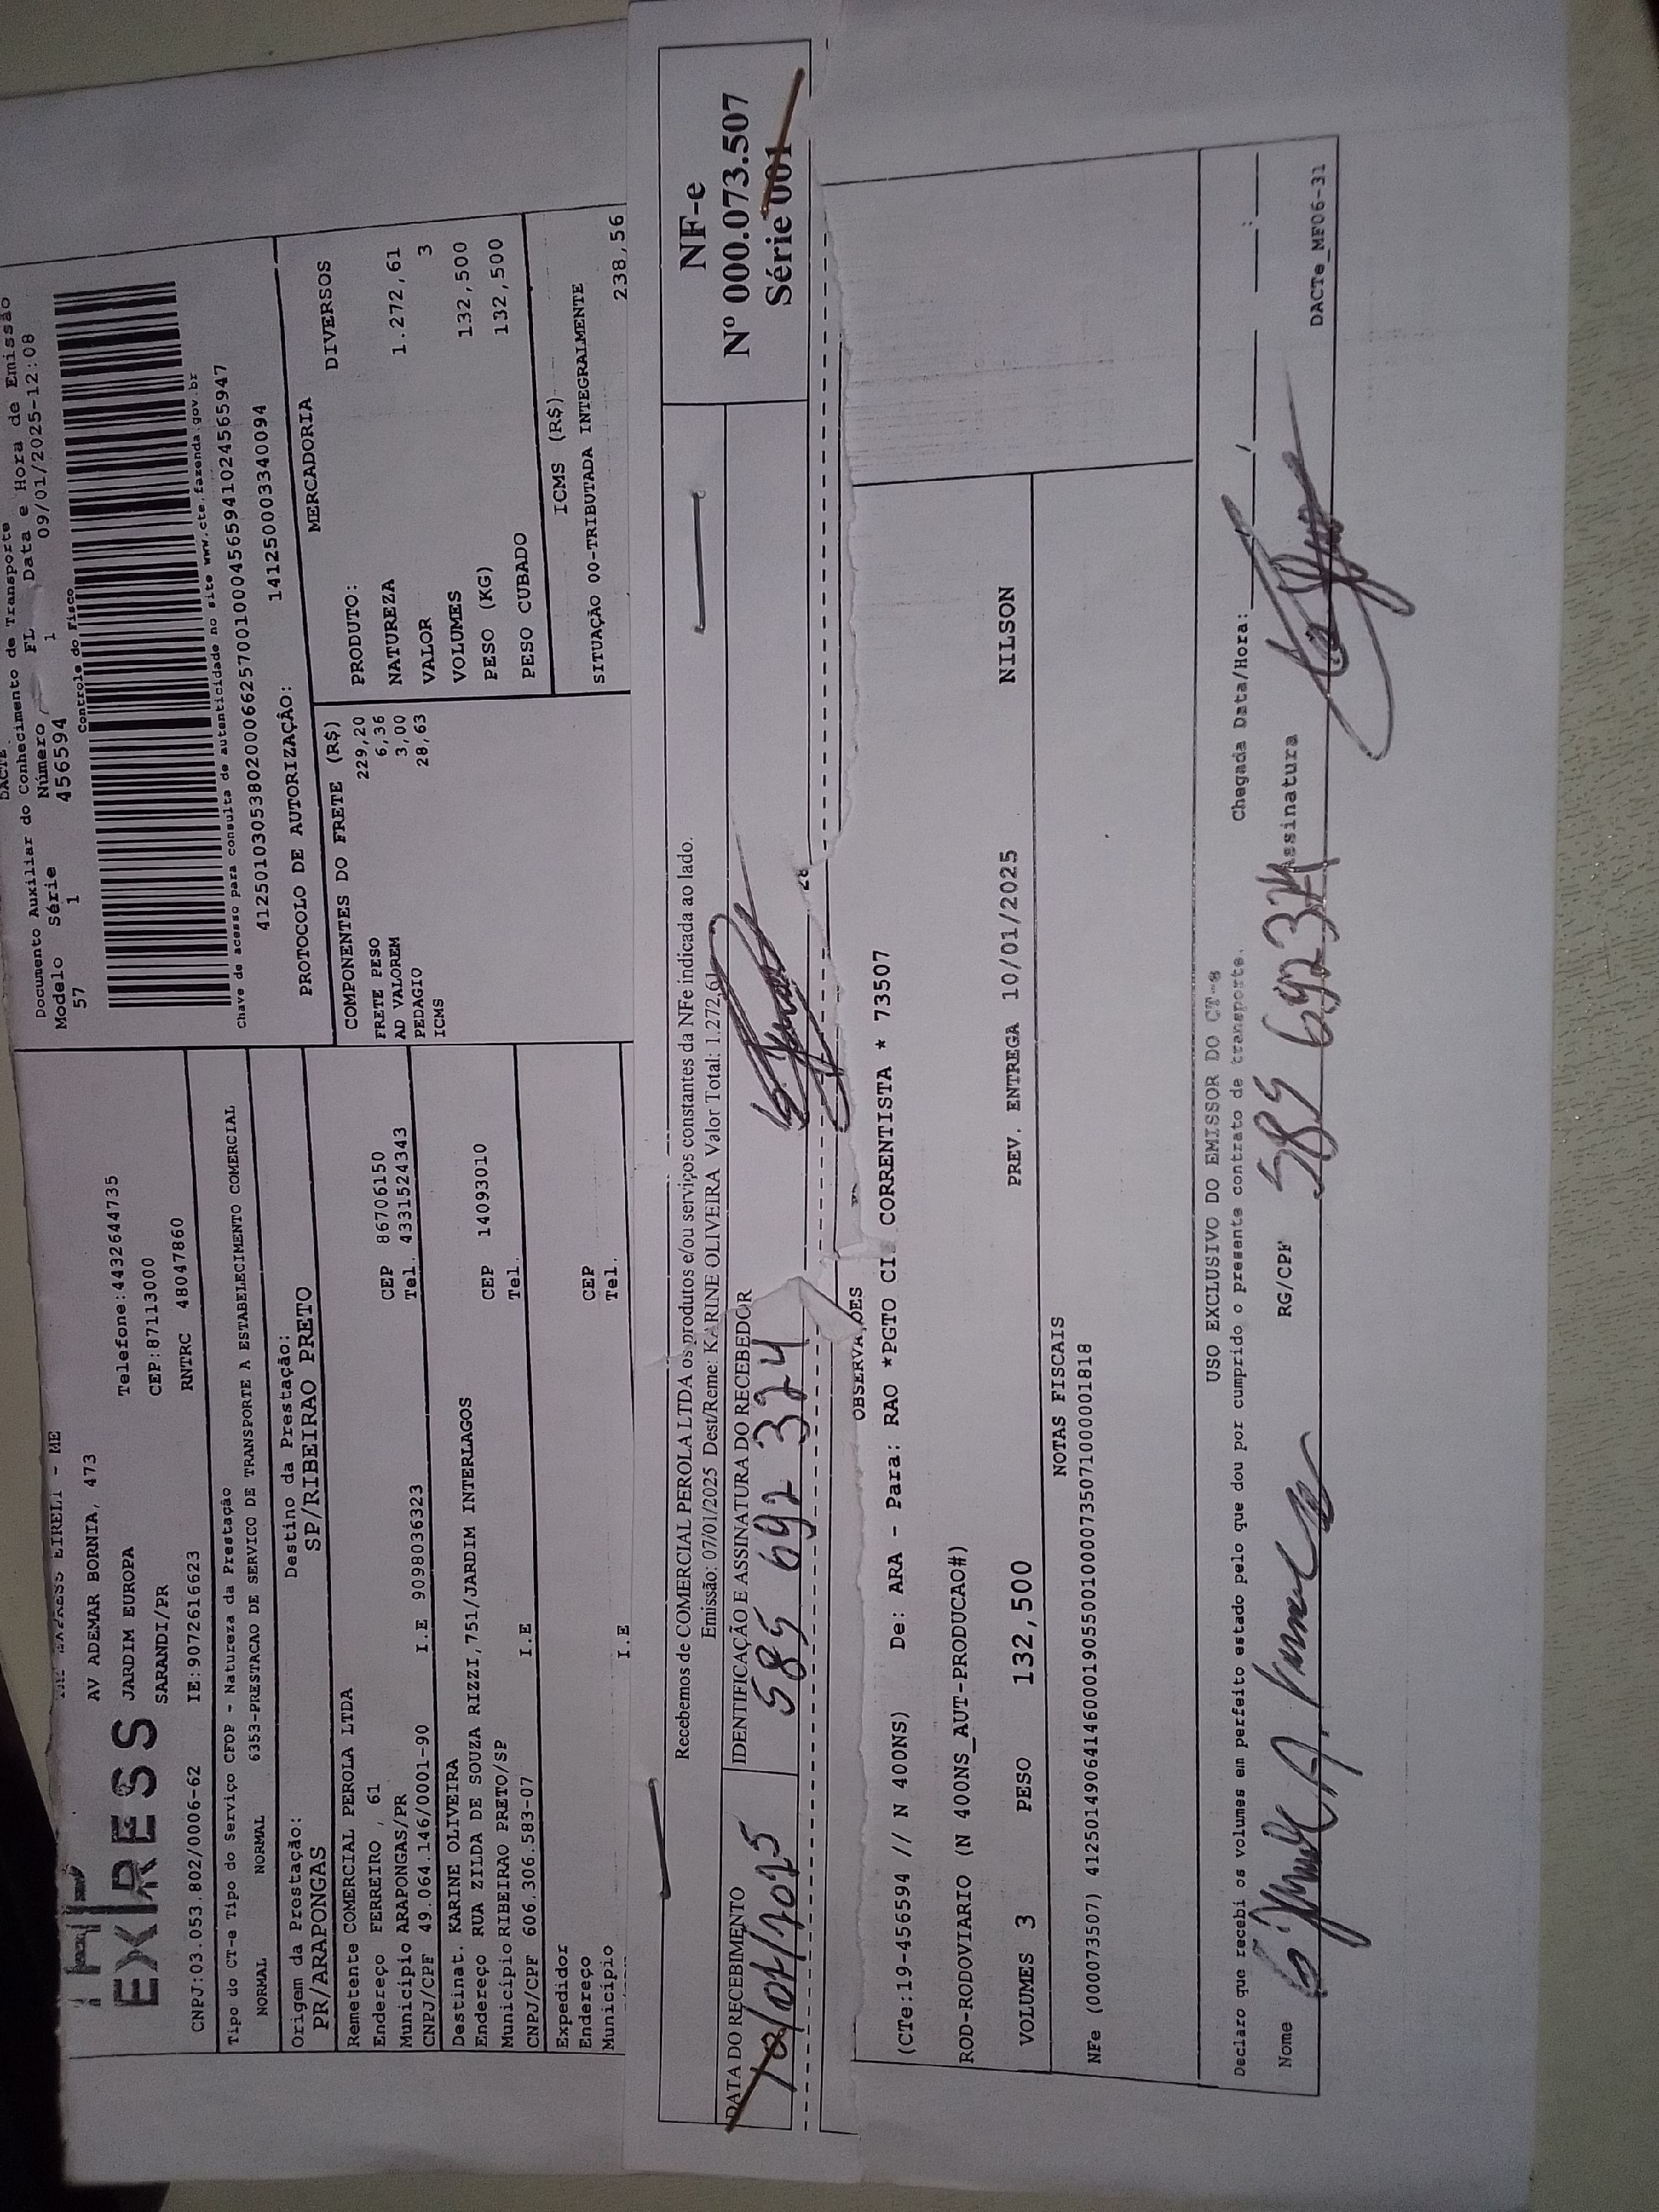 EXPRESS
EXPRESS EIRELI - ME
AV ADEMAR BORNIA, 473
JARDIM EUROPA
Telefone:4432644735
SARANDI/PR
CEP:87113000
CNPJ:03.053.802/0006-62
IE:9072616623
RNTRC 48047860
Tipo do CT-e Tipo do Serviço CFOP - Natureza da Prestação
NORMAL NORMAL 6353-PRESTACAO DE SERVICO DE TRANSPORTE A ESTABELECIMENTO COMERCIAL
Origem da Prestação:
PR/ARAPONGAS
Destino da Prestação:
SP/RIBEIRAO PRETO
DACTE
Documento Auxiliar do Conhecimento de Transporte
Modelo Série Número FL Data e Hora de Emissão
57 1 456594 1 09/01/2025-12:08
Controle do Fisco
Chave de acesso para consulta de autenticidade no site www.cte.fazenda.gov.br
41250103053802000662570010004565941024565947
PROTOCOLO DE AUTORIZAÇÃO: 141250003340094
Remetente COMERCIAL PEROLA LTDA
Endereço FERREIRO , 61
Município ARAPONGAS/PR CEP 86706150
CNPJ/CPF 49.064.146/0001-90 I.E 9098036323 Tel. 4331524343
Destinat. KARINE OLIVEIRA
Endereço RUA ZILDA DE SOUZA RIZZI,751/JARDIM INTERLAGOS
Município RIBEIRAO PRETO/SP CEP 14093010
CNPJ/CPF 606.306.583-07 I.E Tel.
Expedidor
Endereço
Município CEP
I.E Tel.
COMPONENTES DO FRETE (R$)
FRETE PESO 229,20
AD VALOREM 6,36
PEDAGIO 3,00
ICMS 28,63
MERCADORIA
PRODUTO: DIVERSOS
NATUREZA
VALOR 1.272,61
VOLUMES 3
PESO (KG) 132,500
PESO CUBADO 132,500
ICMS (R$)
SITUAÇÃO 00-TRIBUTADA INTEGRALMENTE
238,56
Recebemos de COMERCIAL PEROLA LTDA os produtos e/ou serviços constantes da NFe indicada ao lado.
Emissão: 07/01/2025 Dest/Reme: KARINE OLIVEIRA Valor Total: 1.272,61
DATA DO RECEBIMENTO
IDENTIFICAÇÃO E ASSINATURA DO RECEBEDOR
585 692 324
NF-e
Nº 000.073.507
Série 001
OBSERVAÇÕES
(CTe:19-456594 // N 400NS) De: ARA - Para: RAO *PGTO CI CORRENTISTA * 73507
ROD-RODOVIARIO (N 400NS_AUT-PRODUCAO#)
VOLUMES 3 PESO 132,500 PREV. ENTREGA 10/01/2025 NILSON
NOTAS FISCAIS
NFe (000073507) 41250149064146000190550010000735071000001818
USO EXCLUSIVO DO EMISSOR DO CT-e
Declaro que recebi os volumes em perfeito estado pelo que dou por cumprido o presente contrato de transporte.
Chegada Data/Hora: / :
Nome
RG/CPF 585 692324
Assinatura
DACTe_MF06-31